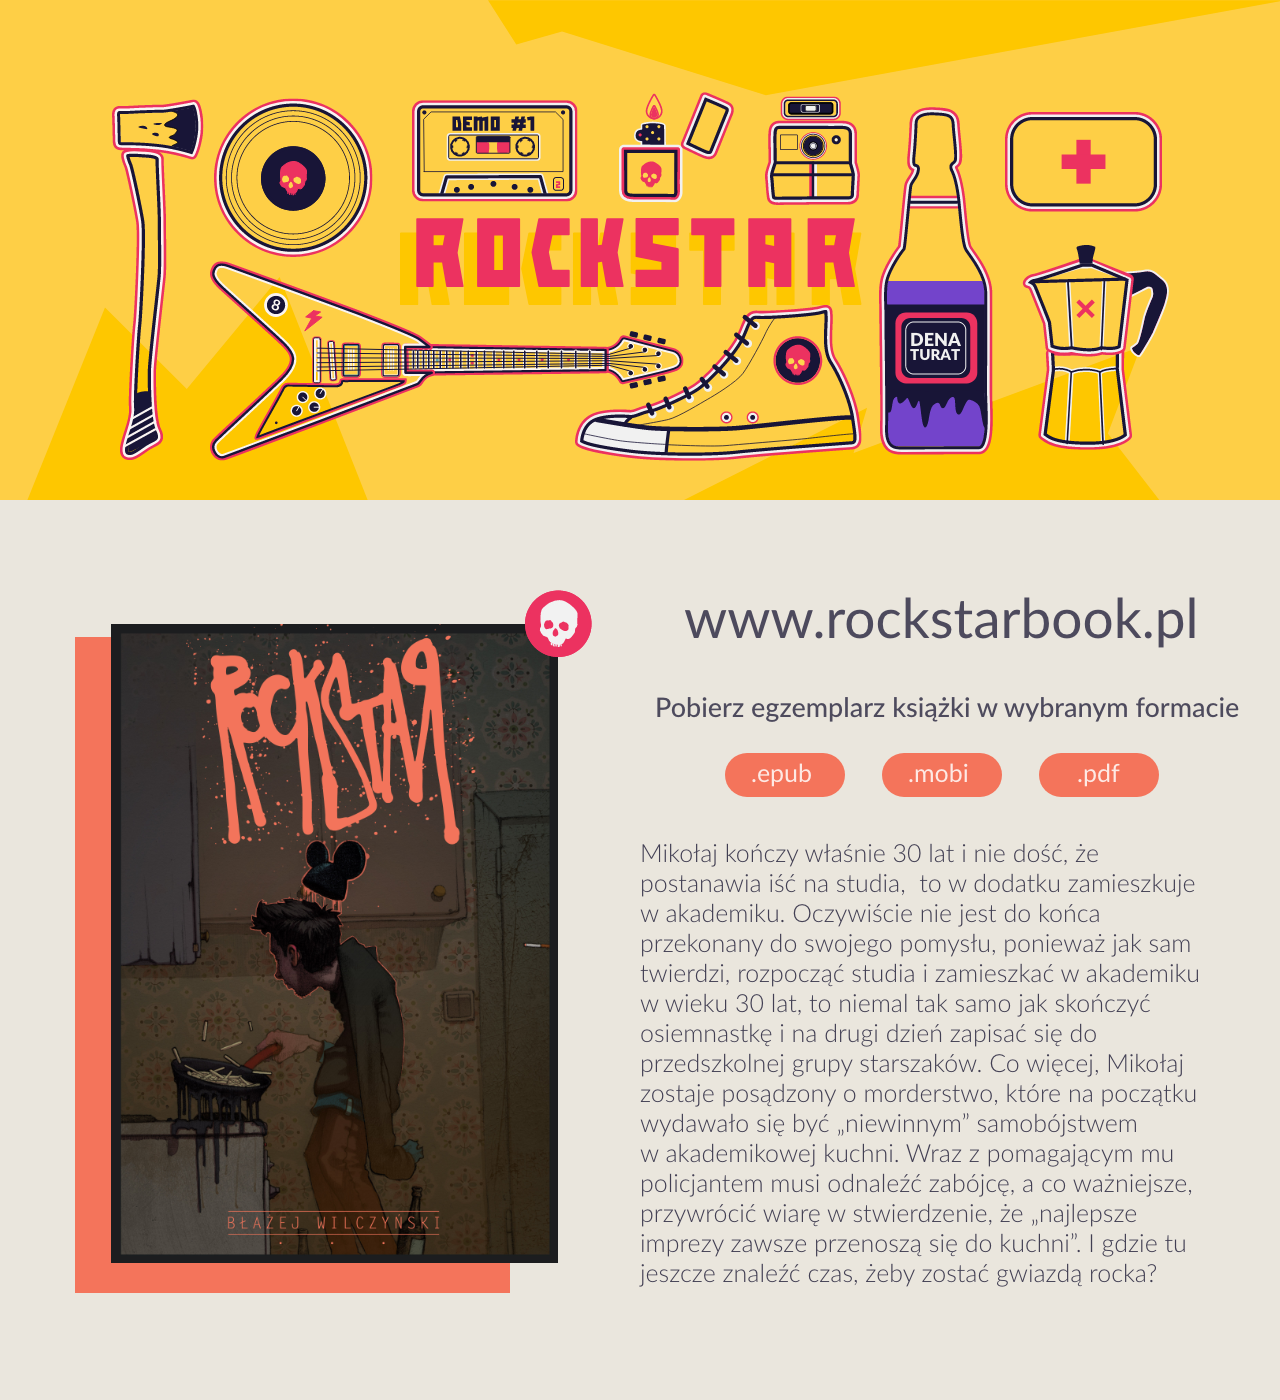 DEMO #1
ROCKSTAR
8
DENA
TURAT
www.rockstarbook.pl
ROCKSTAR
Pobierz egzemplarz książki w wybranym formacie
.epub
.mobi
.pdf
Mikołaj kończy właśnie 30 lat i nie dość, że
postanawia iść na studia,  to w dodatku zamieszkuje
w akademiku. Oczywiście nie jest do końca
przekonany do swojego pomysłu, ponieważ jak sam
twierdzi, rozpocząć studia i zamieszkać w akademiku
w wieku 30 lat, to niemal tak samo jak skończyć
osiemnastkę i na drugi dzień zapisać się do
przedszkolnej grupy starszaków. Co więcej, Mikołaj
zostaje posądzony o morderstwo, które na początku
wydawało się być „niewinnym” samobójstwem
w akademikowej kuchni. Wraz z pomagającym mu
policjantem musi odnaleźć zabójcę, a co ważniejsze,
przywrócić wiarę w stwierdzenie, że „najlepsze
imprezy zawsze przenoszą się do kuchni”. I gdzie tu
jeszcze znaleźć czas, żeby zostać gwiazdą rocka?
BŁAŻEJ WILCZYŃSKI